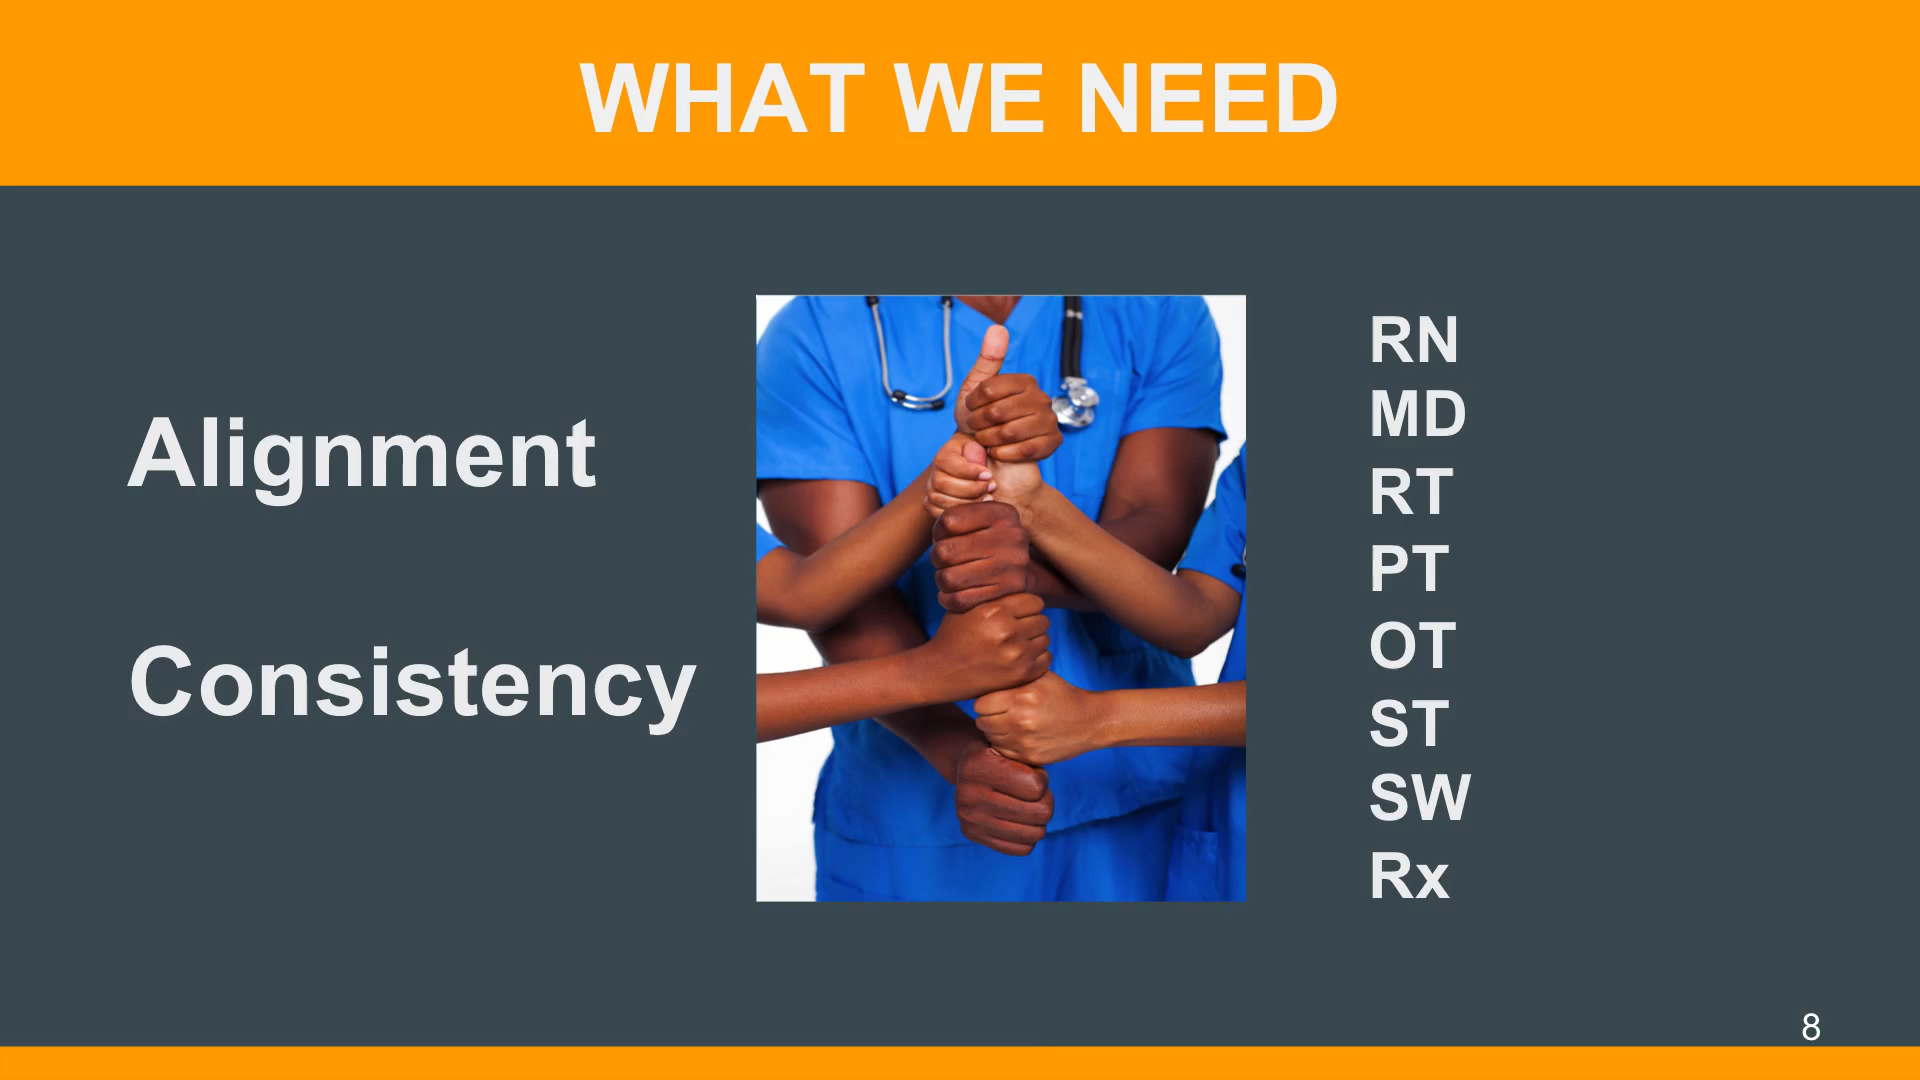 WHAT WE NEED
Alignment
Consistency
RN
MD
RT
PT
OT
ST
SW
Rx
8